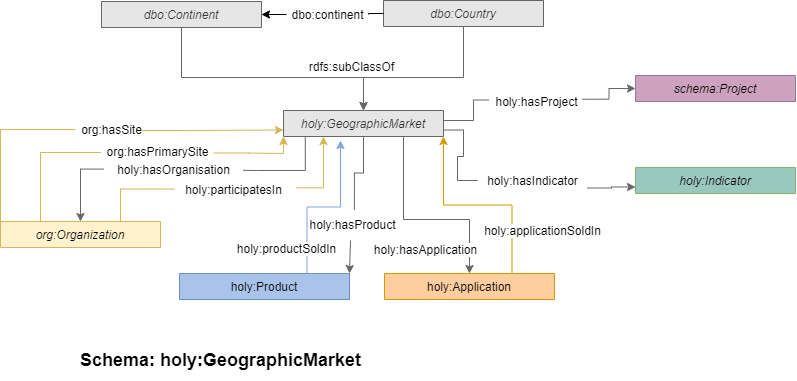 dbo:Continent
dbo:continent
dbo:Country
rdfs:subClassOf
schema:Project
holy:hasProject
holy:GeographicMarket
org:hasSite
org:hasPrimarySite
holy:hasOrganisation
holy:hasIndicator
holy:Indicator
holy:participatesIn
holy:hasProduct
holy:applicationSoldIn
org:Organization
holy:productSoldIn
holy:hasApplication
holy:Product
holy:Application
Schema: holy:GeographicMarket